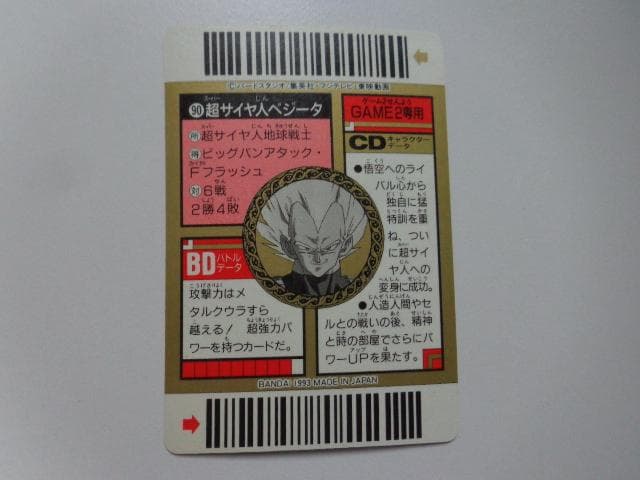 ©バードスタジオ/集英社・フジテレビ・東映動画
90 超サイヤ人ベジータ
所 超サイヤ人地球戦士
得 ビッグバンアタック・
Fフラッシュ
対 6戦
2勝4敗
BD バトルデータ
攻撃力はメ
タルクウラすら
越える! 超強力パ
ワーを持つカードだ。
GAME2専用
CD キャラクターデータ
●悟空へのライ
バル心から
独自に猛
特訓を重
ね、つい
に超サイ
ヤ人への
変身に成功。
●人造人間やセ
ルとの戦いの後、精神
と時の部屋でさらにパ
ワーUPを果たす。
BANDAI 1993 MADE IN JAPAN